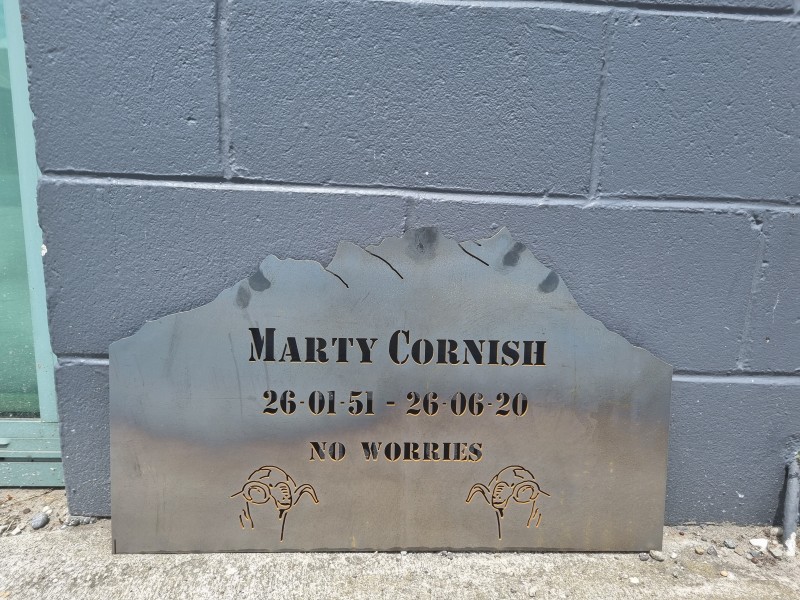 MARTY CORNISH
26-01-51 - 26-06-20
NO WORRIES